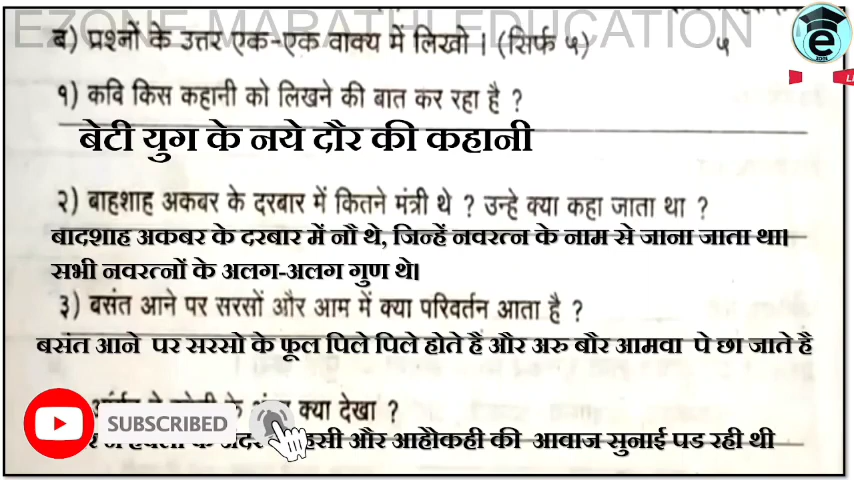 EZONE MARATHI EDUCATION
ब) प्रश्नों के उत्तर एक-एक वाक्य में लिखो । (सिर्फ ५) ५
१) कवि किस कहानी को लिखने की बात कर रहा है ?
बेटी युग के नये दौर की कहानी
२) बाहशाह अकबर के दरबार में कितने मंत्री थे ? उन्हे क्या कहा जाता था ?
बादशाह अकबर के दरबार में नौ थे, जिन्हें नवरत्न के नाम से जाना जाता था।
सभी नवरत्नों के अलग-अलग गुण थे।
३) बसंत आने पर सरसों और आम में क्या परिवर्तन आता है ?
बसंत आने पर सरसो के फूल पिले पिले होते हैं और अरु बौर आमवा पे छा जाते है
क्या देखा ?
SUBSCRIBED
और आहौकही की आवाज सुनाई पड रही थी